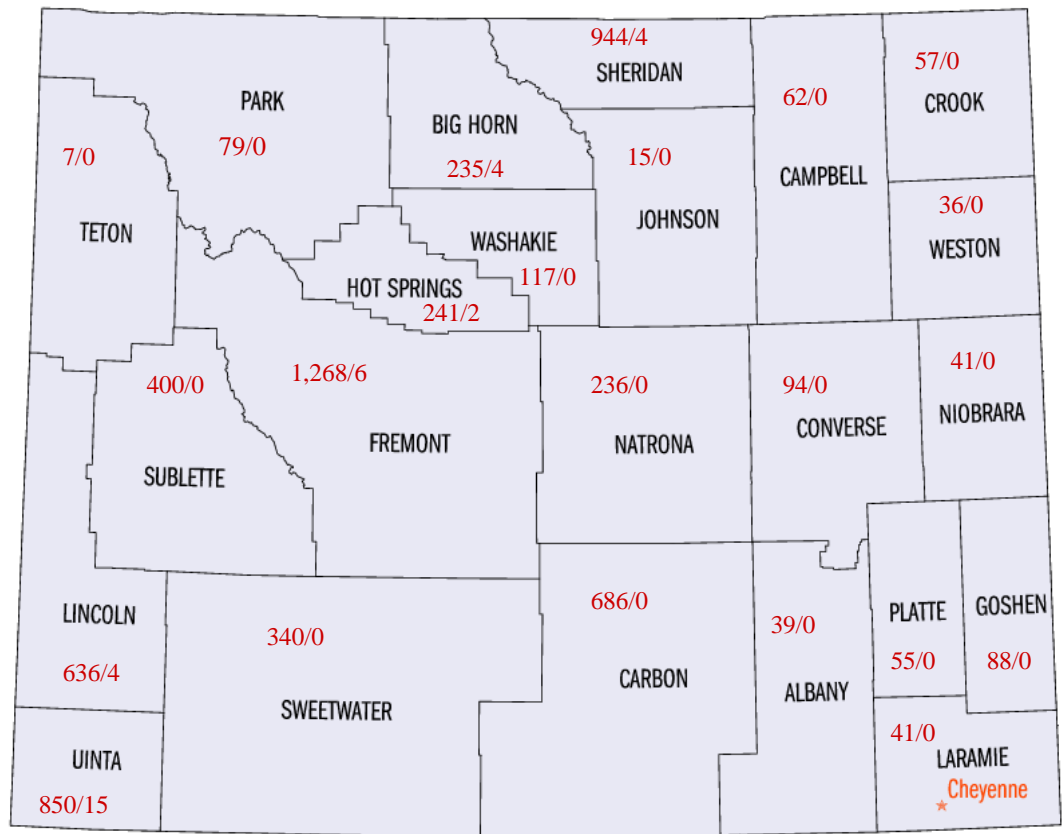 944/4
SHERIDAN
57/0
CROOK
PARK
79/0
BIG HORN
235/4
62/0
CAMPBELL
7/0
TETON
15/0
JOHNSON
36/0
WESTON
WASHAKIE
117/0
HOT SPRINGS
241/2
400/0
SUBLETTE
1,268/6
FREMONT
236/0
NATRONA
94/0
CONVERSE
41/0
NIOBRARA
LINCOLN
636/4
340/0
SWEETWATER
686/0
CARBON
39/0
ALBANY
PLATTE
55/0
GOSHEN
88/0
UINTA
850/15
41/0
LARAMIE
Cheyenne